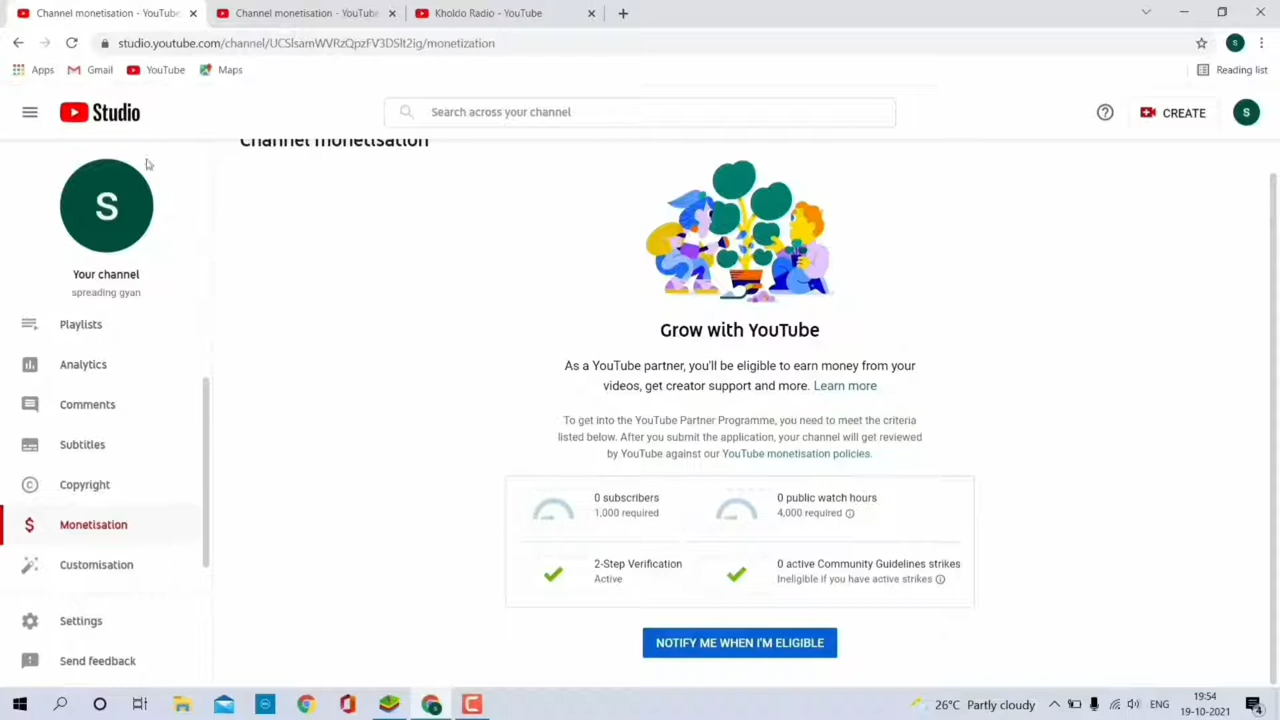 Channel monetisation - YouTube
Channel monetisation - YouTube
Kholdo Radio - YouTube
studio.youtube.com/channel/UCSlsamWVRzQpzFV3DSlt2ig/monetization
S
Apps
Gmail
YouTube
Maps
Reading list
Studio
Search across your channel
CREATE
S
Channel monetisation
S
Your channel
spreading gyan
Playlists
Analytics
Comments
Subtitles
Copyright
Monetisation
Customisation
Settings
Send feedback
Grow with YouTube
As a YouTube partner, you'll be eligible to earn money from your
videos, get creator support and more. Learn more
To get into the YouTube Partner Programme, you need to meet the criteria
listed below. After you submit the application, your channel will get reviewed
by YouTube against our YouTube monetisation policies.
0 subscribers
1,000 required
0 public watch hours
4,000 required
2-Step Verification
Active
0 active Community Guidelines strikes
Ineligible if you have active strikes
NOTIFY ME WHEN I'M ELIGIBLE
26°C Partly cloudy
ENG
19:54
19-10-2021
4